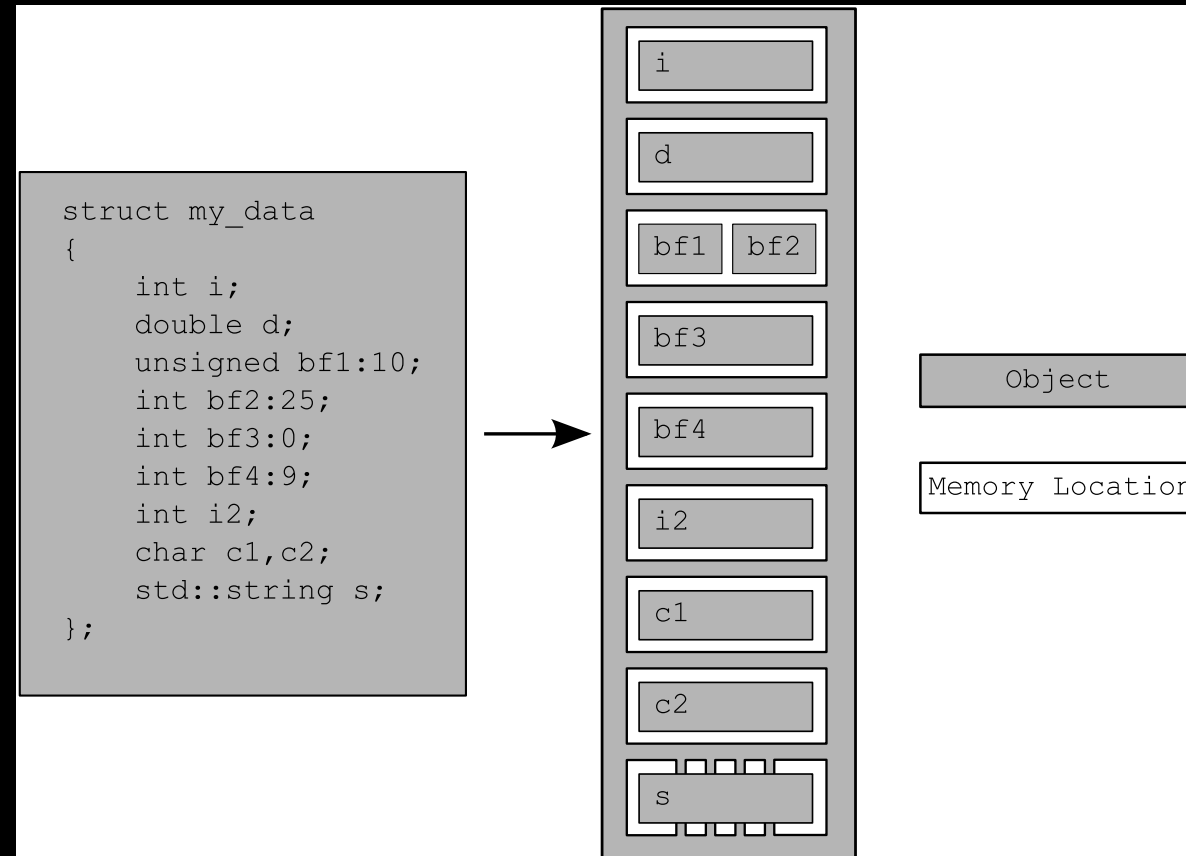 struct my_data
{
int i;
double d;
unsigned bf1:10;
int bf2:25;
int bf3:0;
int bf4:9;
int i2;
char c1,c2;
std::string s;
};
i
d
bf1 bf2
bf3
bf4
i2
c1
c2
s
Object
Memory Location